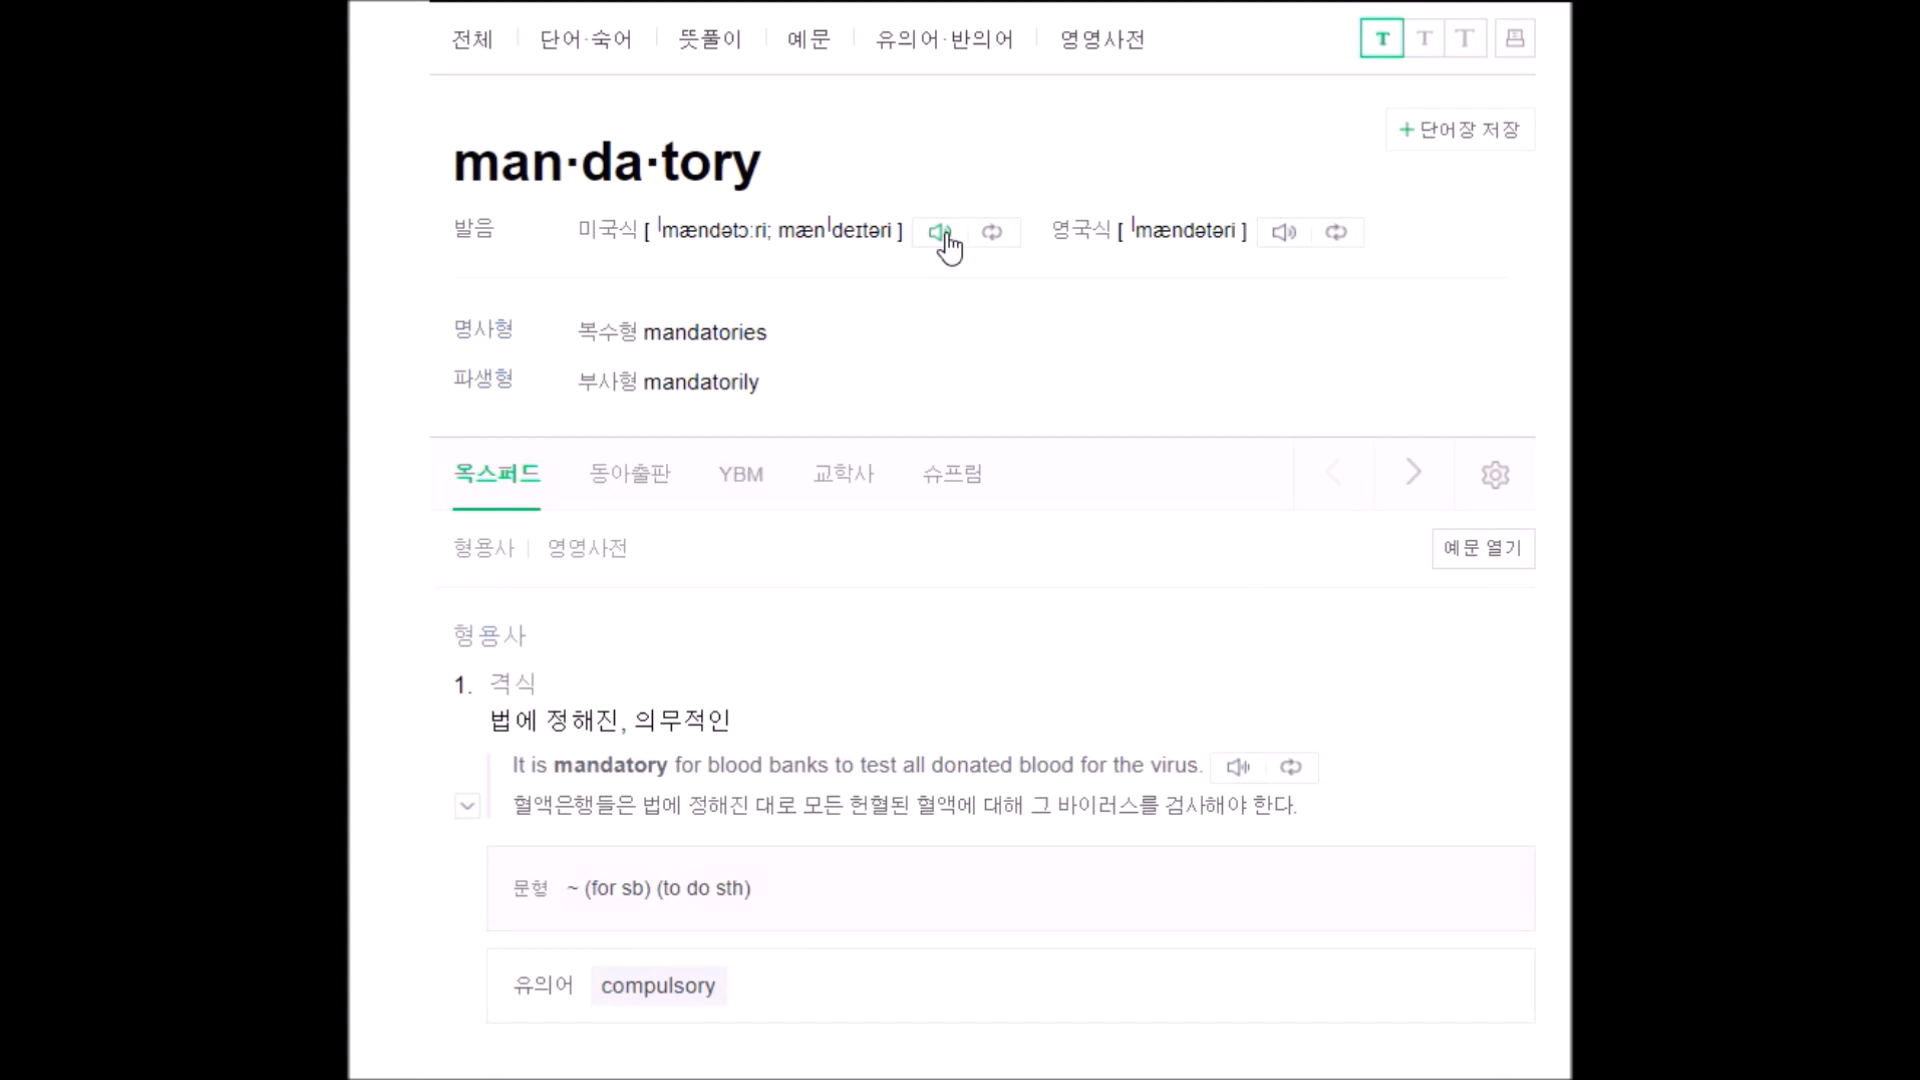 전체 단어·숙어 뜻풀이 예문 유의어·반의어 영영사전 T T T
+ 단어장 저장
man·da·tory
발음 미국식 [ ˈmændətɔːri; mænˈdeɪtəri ] 영국식 [ ˈmændətəri ]
명사형 복수형 mandatories
파생형 부사형 mandatorily
옥스퍼드 동아출판 YBM 교학사 슈프림
형용사 영영사전 예문 열기
형용사
1. 격식
법에 정해진, 의무적인
It is mandatory for blood banks to test all donated blood for the virus.
혈액은행들은 법에 정해진 대로 모든 헌혈된 혈액에 대해 그 바이러스를 검사해야 한다.
문형 ~ (for sb) (to do sth)
유의어 compulsory